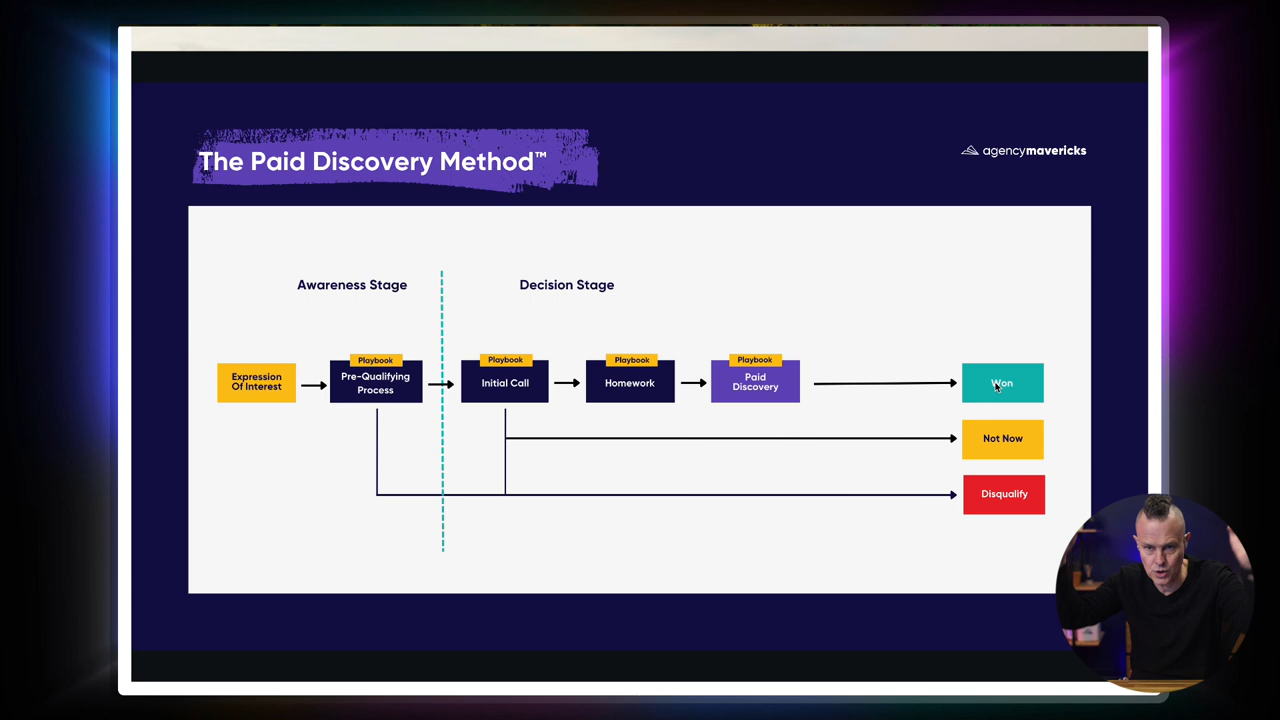 The Paid Discovery Method™
agencymavericks
Awareness Stage
Decision Stage
Playbook
Playbook
Playbook
Playbook
Expression
Of Interest
Pre-Qualifying
Process
Initial Call
Homework
Paid
Discovery
Won
Not Now
Disqualify